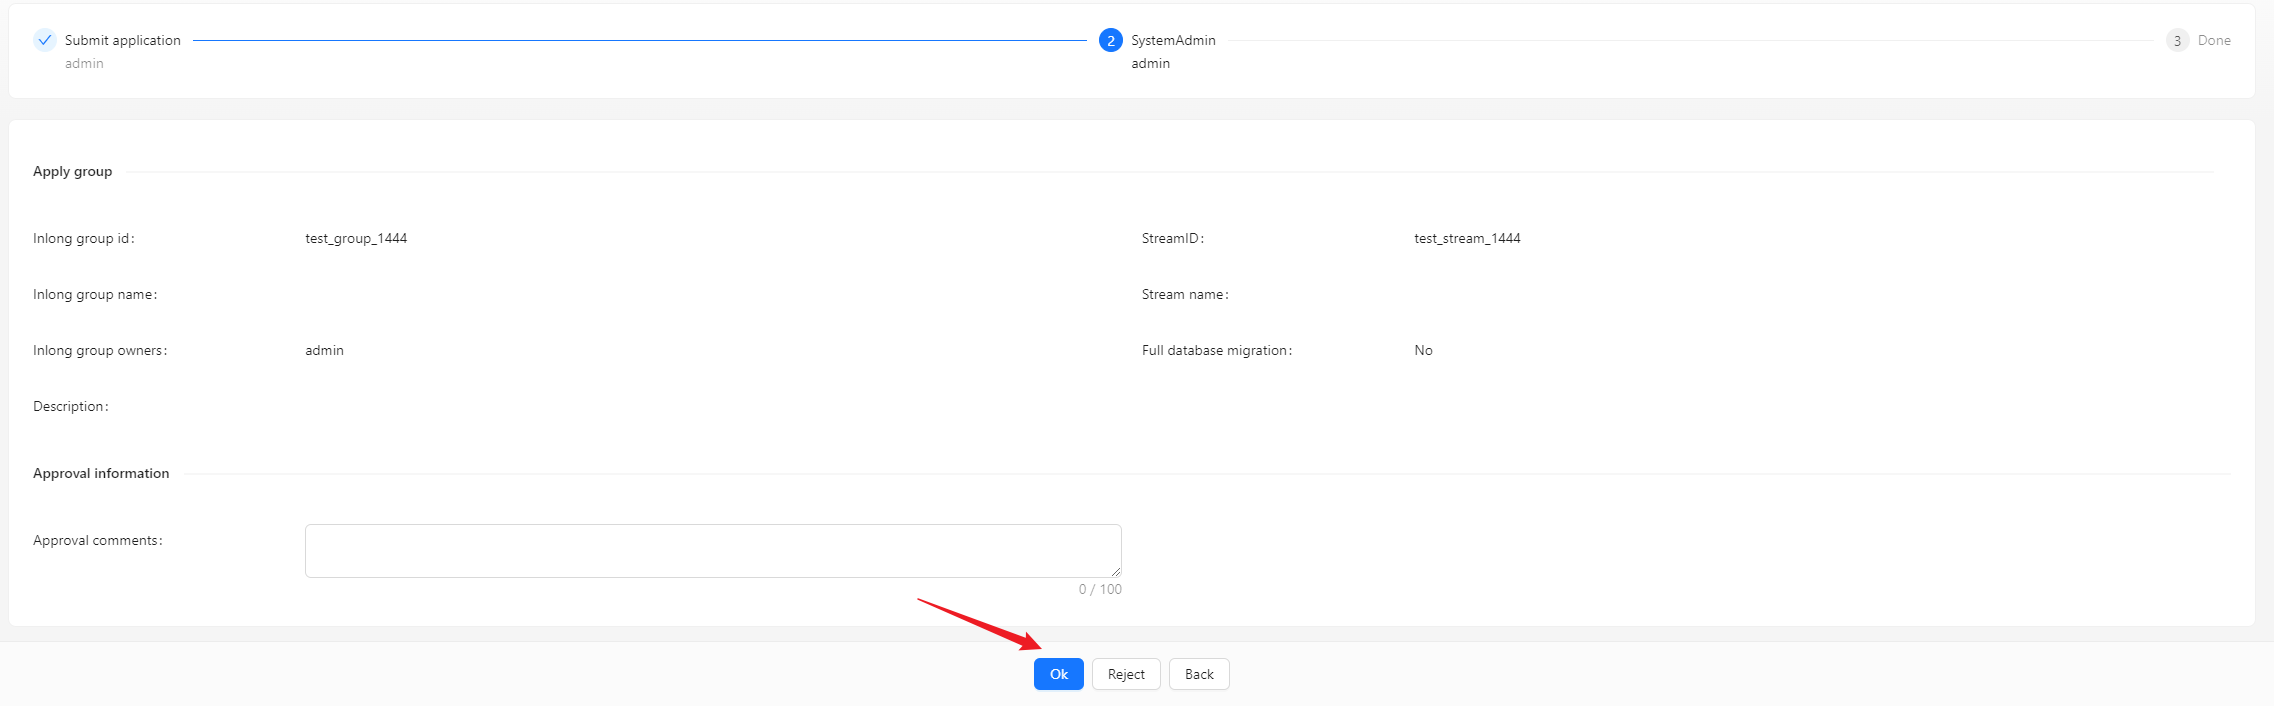 Submit application
admin
2 SystemAdmin
admin
3 Done
Apply group
Inlong group id: test_group_1444 StreamID: test_stream_1444
Inlong group name: Stream name:
Inlong group owners: admin Full database migration: No
Description:
Approval information
Approval comments:
0 / 100
Ok Reject Back